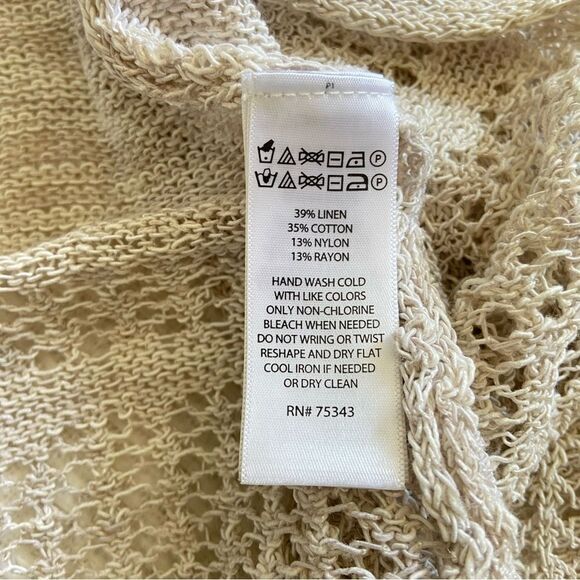 P1
P
P
39% LINEN
35% COTTON
13% NYLON
13% RAYON
HAND WASH COLD
WITH LIKE COLORS
ONLY NON-CHLORINE
BLEACH WHEN NEEDED
DO NOT WRING OR TWIST
RESHAPE AND DRY FLAT
COOL IRON IF NEEDED
OR DRY CLEAN
RN# 75343